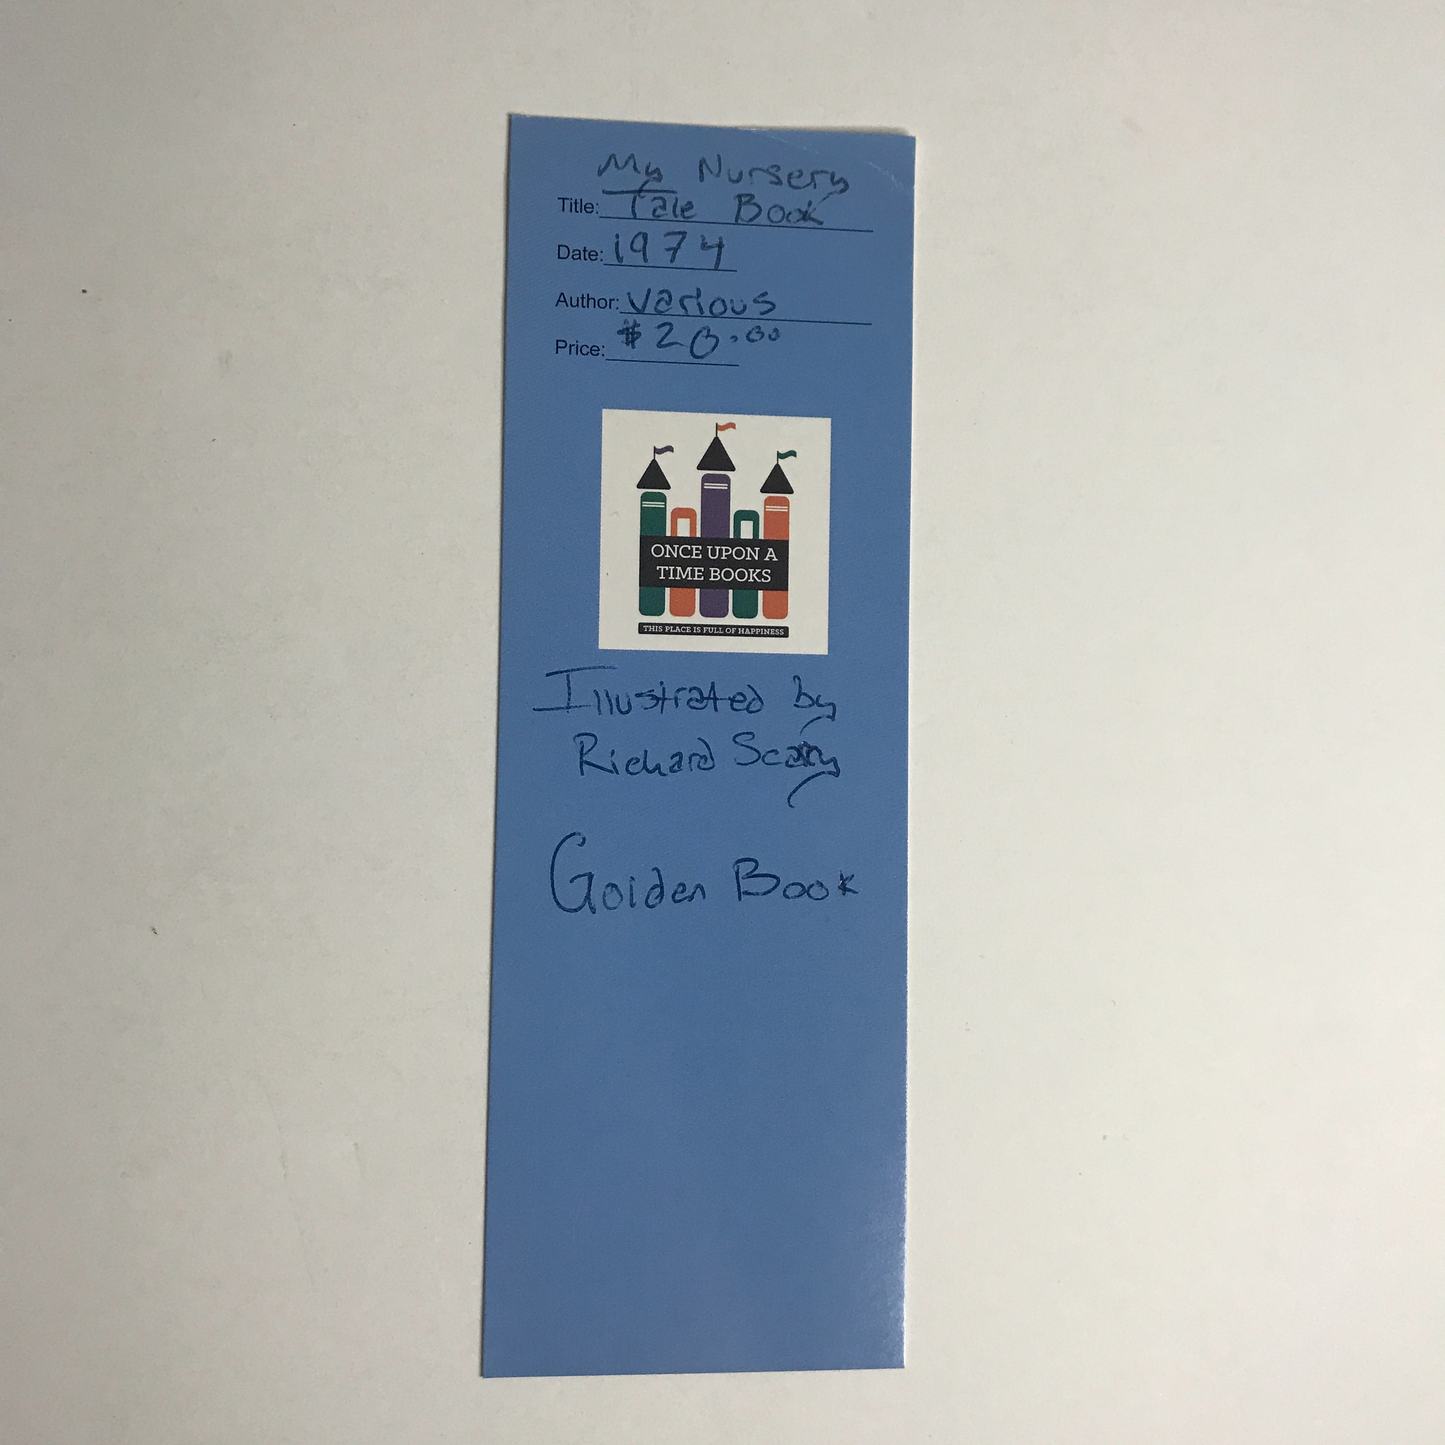 My Nursery
Title: Tale Book
Date: 1974
Author: Various
Price: $20.00
ONCE UPON A
TIME BOOKS
THIS PLACE IS FULL OF HAPPINESS
Illustrated by
Richard Scarry
Golden Book